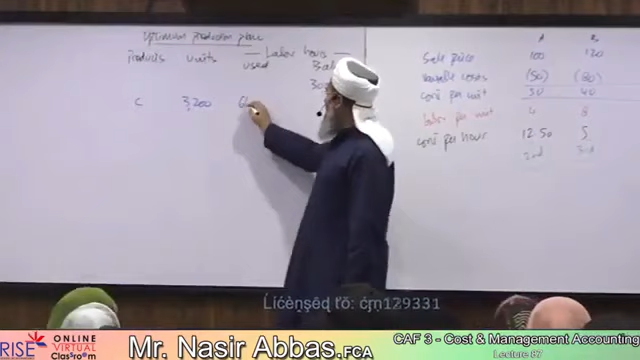 Optimum production plan
Products Units — Labor hours —
used Bal
C 3,200
A B
Sale price 100 120
Variable costs (50) (80)
cont per unit 50 40
labor per unit 4 8
cont per hour 12.50 5
2nd 3rd
Licensed to: cm129331
RISE ONLINE VIRTUAL Classroom
Mr. Nasir Abbas.FCA
CAF 3 - Cost & Management Accounting
Lecture #7